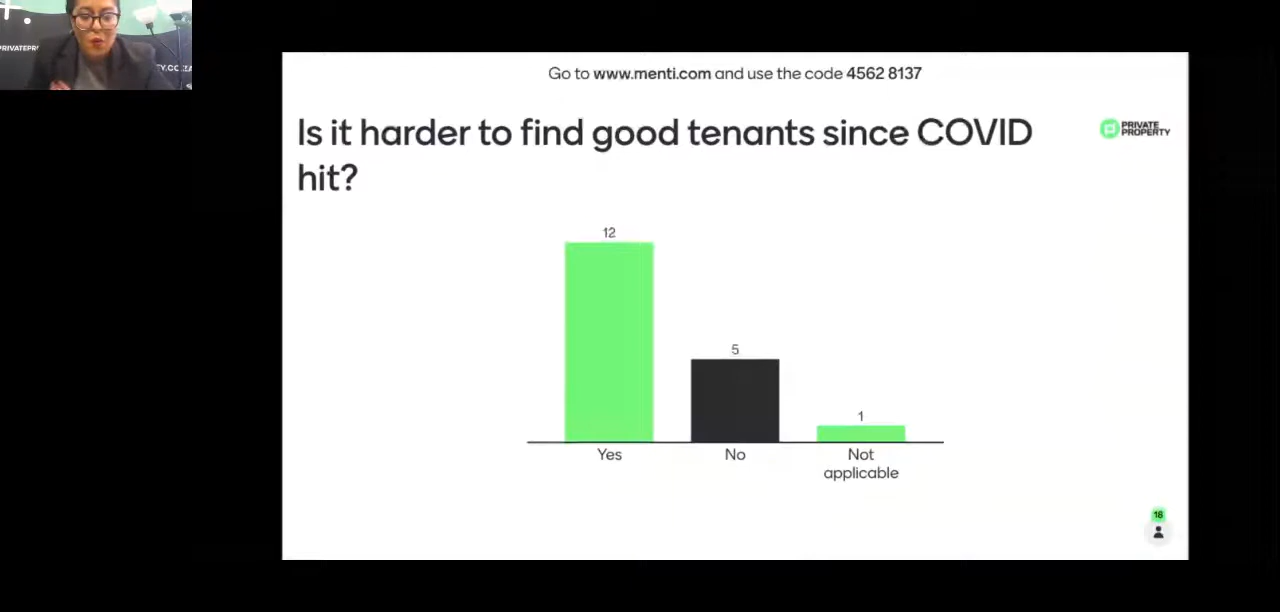 PRIVATEPR
Go to www.menti.com and use the code 4562 8137
Is it harder to find good tenants since COVID
hit?
PRIVATE
PROPERTY
12
5
1
Yes
No
Not
applicable